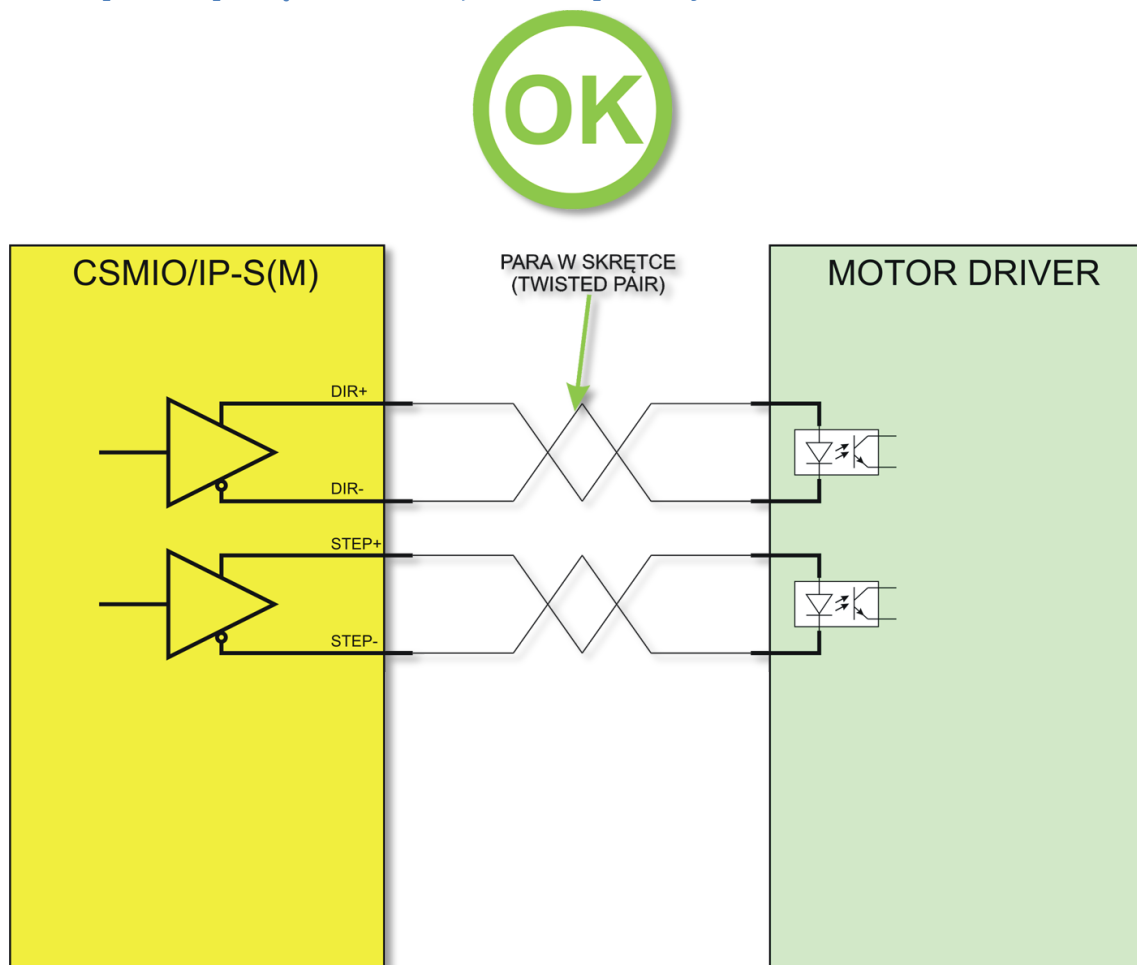 OK
CSMIO/IP-S(M)
PARA W SKRĘTCE
(TWISTED PAIR)
MOTOR DRIVER
DIR+
DIR-
STEP+
STEP-